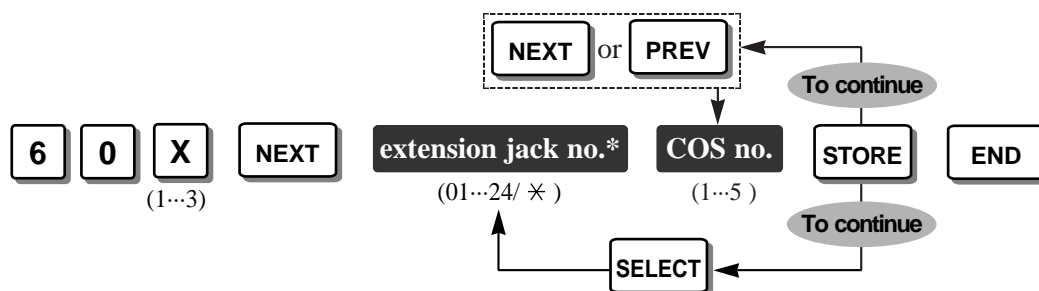 NEXT or PREV
To continue
6 0 X NEXT extension jack no.* COS no. STORE END
(1···3) (01···24/ ✳ ) (1···5 )
To continue
SELECT